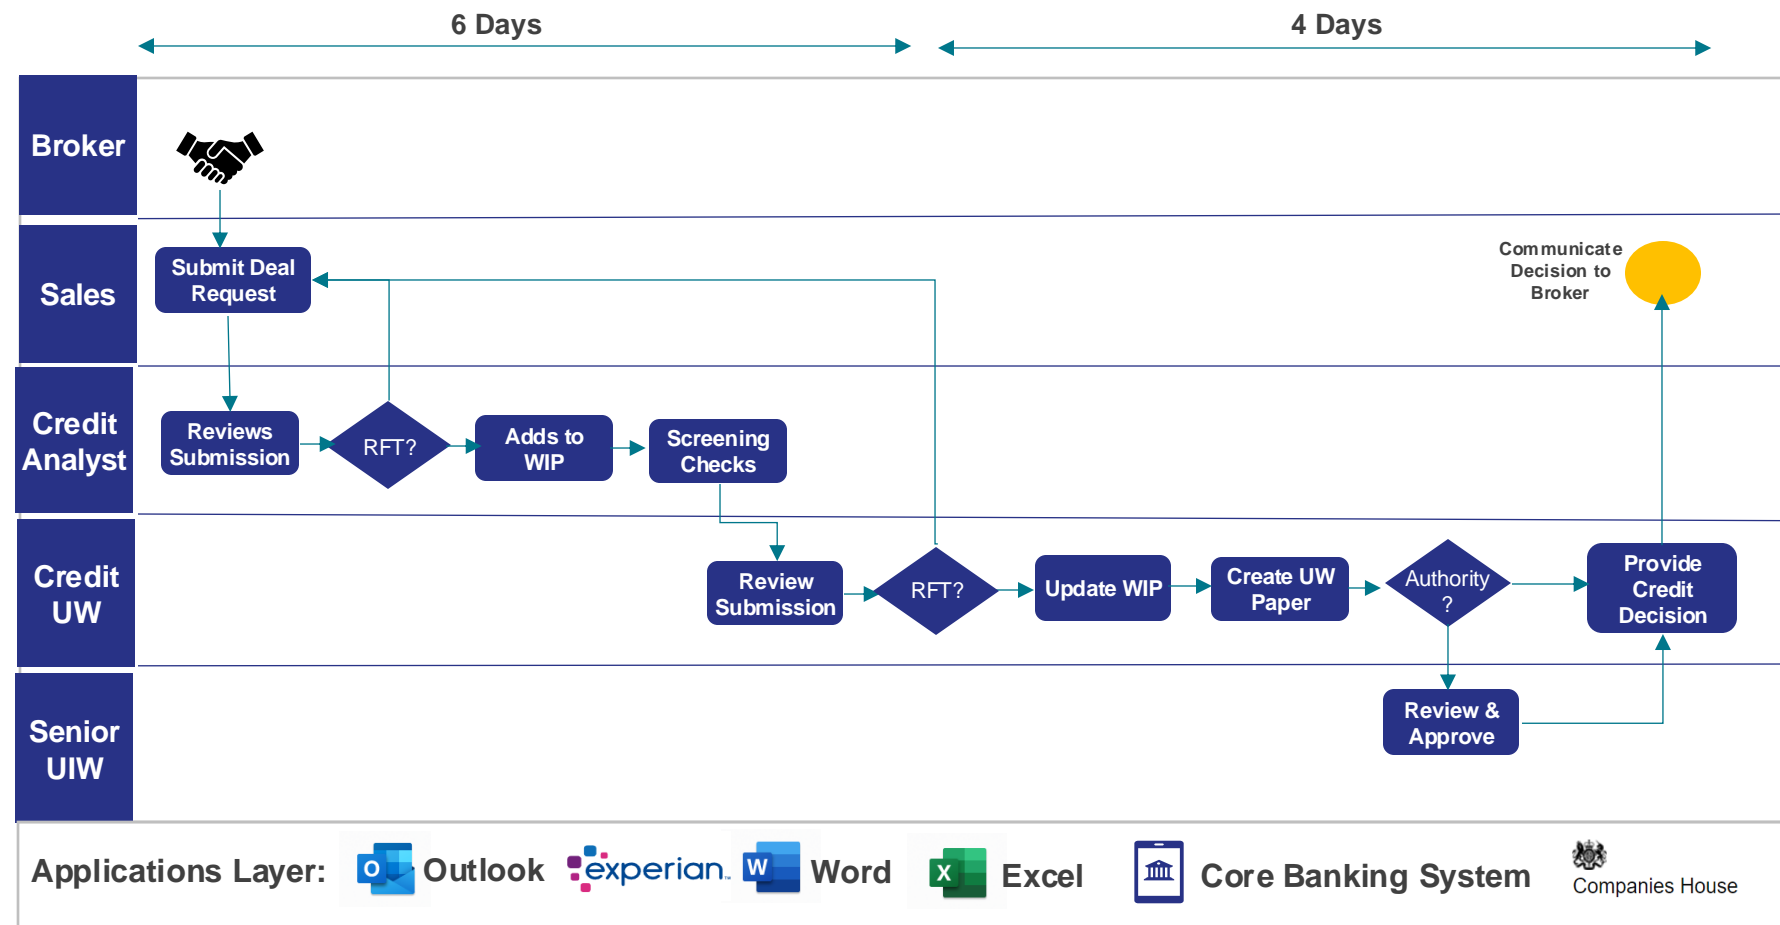 6 Days
4 Days
Broker
Sales
Submit Deal
Request
Communicate
Decision to
Broker
Credit
Analyst
Reviews
Submission
RFT?
Adds to
WIP
Screening
Checks
Credit
UW
Review
Submission
RFT?
Update WIP
Create UW
Paper
Authority
?
Provide
Credit
Decision
Senior
UIW
Review &
Approve
Applications Layer:
O
Outlook
experian™
W
Word
X
Excel
Core Banking System
Companies House